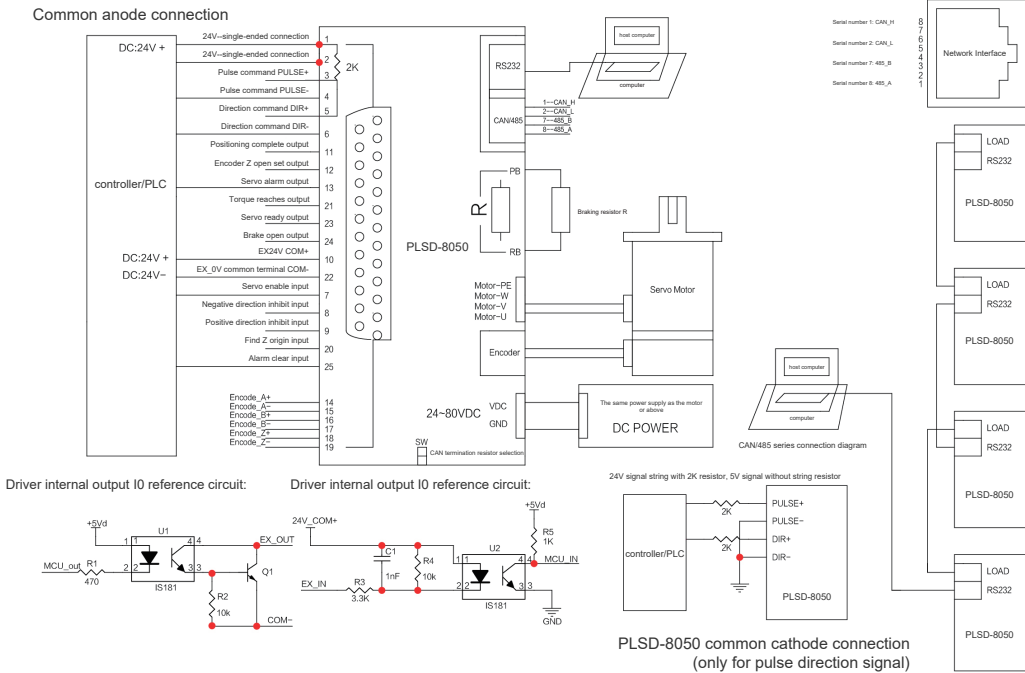 Common anode connection
controller/PLC
DC:24V +
DC:24V +
DC:24V−
24V--single-ended connection 1
24V--single-ended connection 2
Pulse command PULSE+ 3
Pulse command PULSE- 4
Direction command DIR+ 5
Direction command DIR- 6
Positioning complete output 11
Encoder Z open set output 12
Servo alarm output 13
Torque reaches output 21
Servo ready output 23
Brake open output 24
EX24V COM+ 10
EX_0V common terminal COM- 22
Servo enable input 7
Negative direction inhibit input 8
Positive direction inhibit input 9
Find Z origin input 20
Alarm clear input 25
Encode_A+ 14
Encode_A− 15
Encode_B+ 16
Encode_B− 17
Encode_Z+ 18
Encode_Z− 19
2K
PLSD-8050
RS232
CAN/485
1--CAN_H
2--CAN_L
7--485_B
8--485_A
host computer
computer
PB
R
RB
Braking resistor R
Motor-PE
Motor-W
Motor-V
Motor-U
Servo Motor
Encoder
24~80VDC
VDC
GND
The same power supply as the motor
or above
DC POWER
SW
CAN termination resistor selection
Serial number 1: CAN_H
Serial number 2: CAN_L
Serial number 7: 485_B
Serial number 8: 485_A
8
7
6
5
4
3
2
1
Network Interface
LOAD
RS232
PLSD-8050
LOAD
RS232
PLSD-8050
LOAD
RS232
PLSD-8050
LOAD
RS232
PLSD-8050
host computer
computer
CAN/485 series connection diagram
Driver internal output I0 reference circuit:
+5Vd
U1
1 1
4 4
EX_OUT
MCU_out
R1
470
2 2
3 3
Q1
IS181
R2
10k
COM−
Driver internal output I0 reference circuit:
24V_COM+
+5Vd
R5
1K
C1
1nF
R4
10k
U2
1 1
4 4
MCU_IN
EX_IN
R3
3.3K
2 2
3 3
IS181
GND
24V signal string with 2K resistor, 5V signal without string resistor
controller/PLC
2K
2K
PULSE+
PULSE−
DIR+
DIR−
PLSD-8050
PLSD-8050 common cathode connection
(only for pulse direction signal)